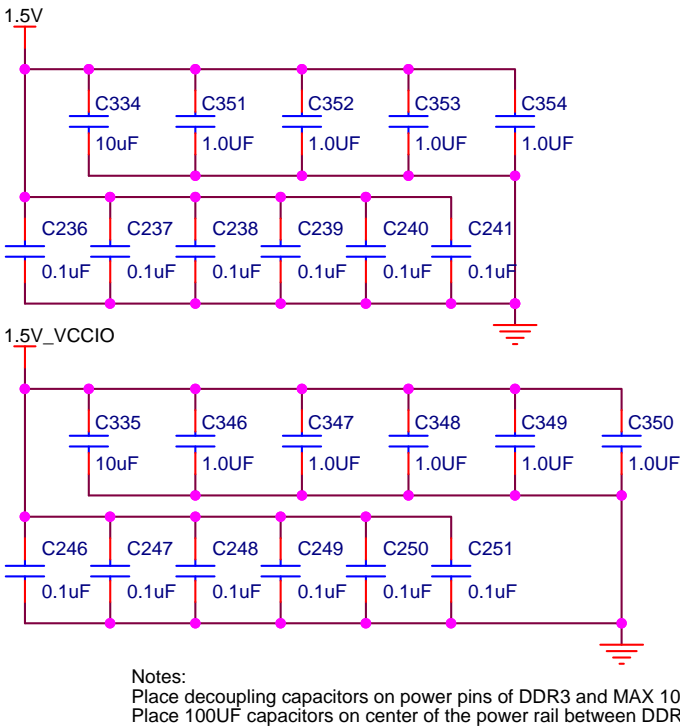 1.5V
C334 C351 C352 C353 C354
10uF 1.0UF 1.0UF 1.0UF 1.0UF
C236 C237 C238 C239 C240 C241
0.1uF 0.1uF 0.1uF 0.1uF 0.1uF 0.1uF
1.5V_VCCIO
C335 C346 C347 C348 C349 C350
10uF 1.0UF 1.0UF 1.0UF 1.0UF 1.0UF
C246 C247 C248 C249 C250 C251
0.1uF 0.1uF 0.1uF 0.1uF 0.1uF 0.1uF
Notes:
Place decoupling capacitors on power pins of DDR3 and MAX 10
Place 100UF capacitors on center of the power rail between DDR